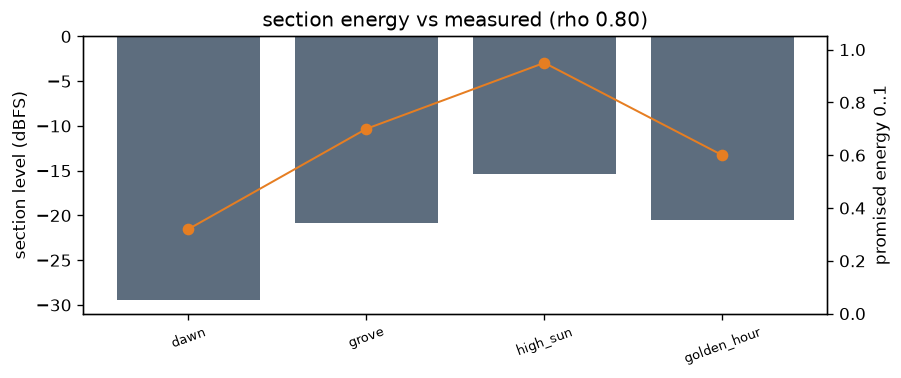 section energy vs measured (rho 0.80)
section level (dBFS)
0
−5
−10
−15
−20
−25
−30
1.0
0.8
0.6
0.4
0.2
0.0
promised energy 0..1
dawn
grove
high_sun
golden_hour